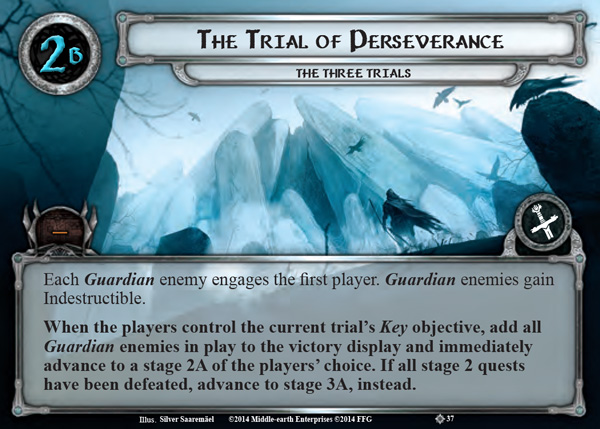 2B
THE TRIAL OF PERSEVERANCE
THE THREE TRIALS
–
Each Guardian enemy engages the first player. Guardian enemies gain
Indestructible.
When the players control the current trial's Key objective, add all
Guardian enemies in play to the victory display and immediately
advance to a stage 2A of the players' choice. If all stage 2 quests
have been defeated, advance to stage 3A, instead.
Illus. Silver Saaremäel ©2014 Middle-earth Enterprises ©2014 FFG 37